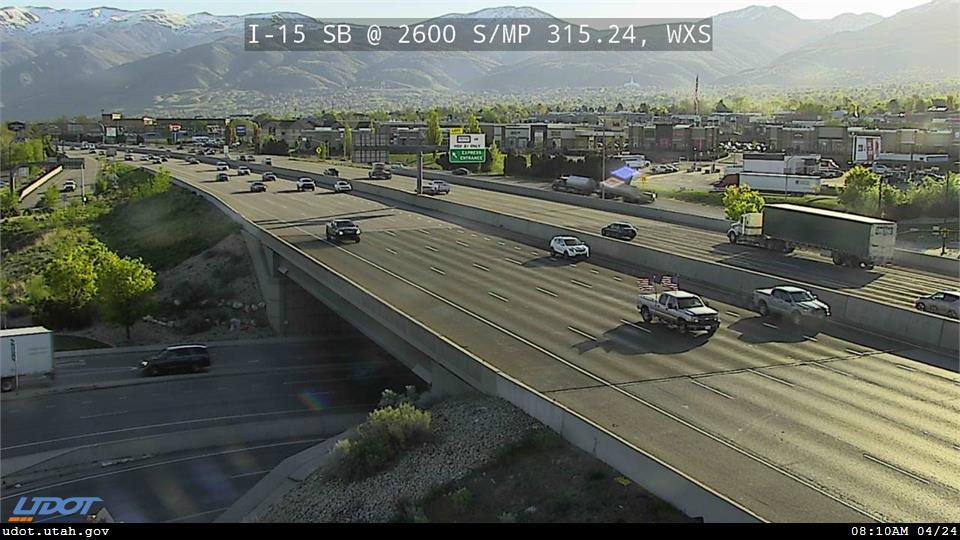 I-15 SB @ 2600 S/MP 315.24, WXS
EXPRESS
ENTRANCE
UDOT
udot.utah.gov
08:10AM 04/24